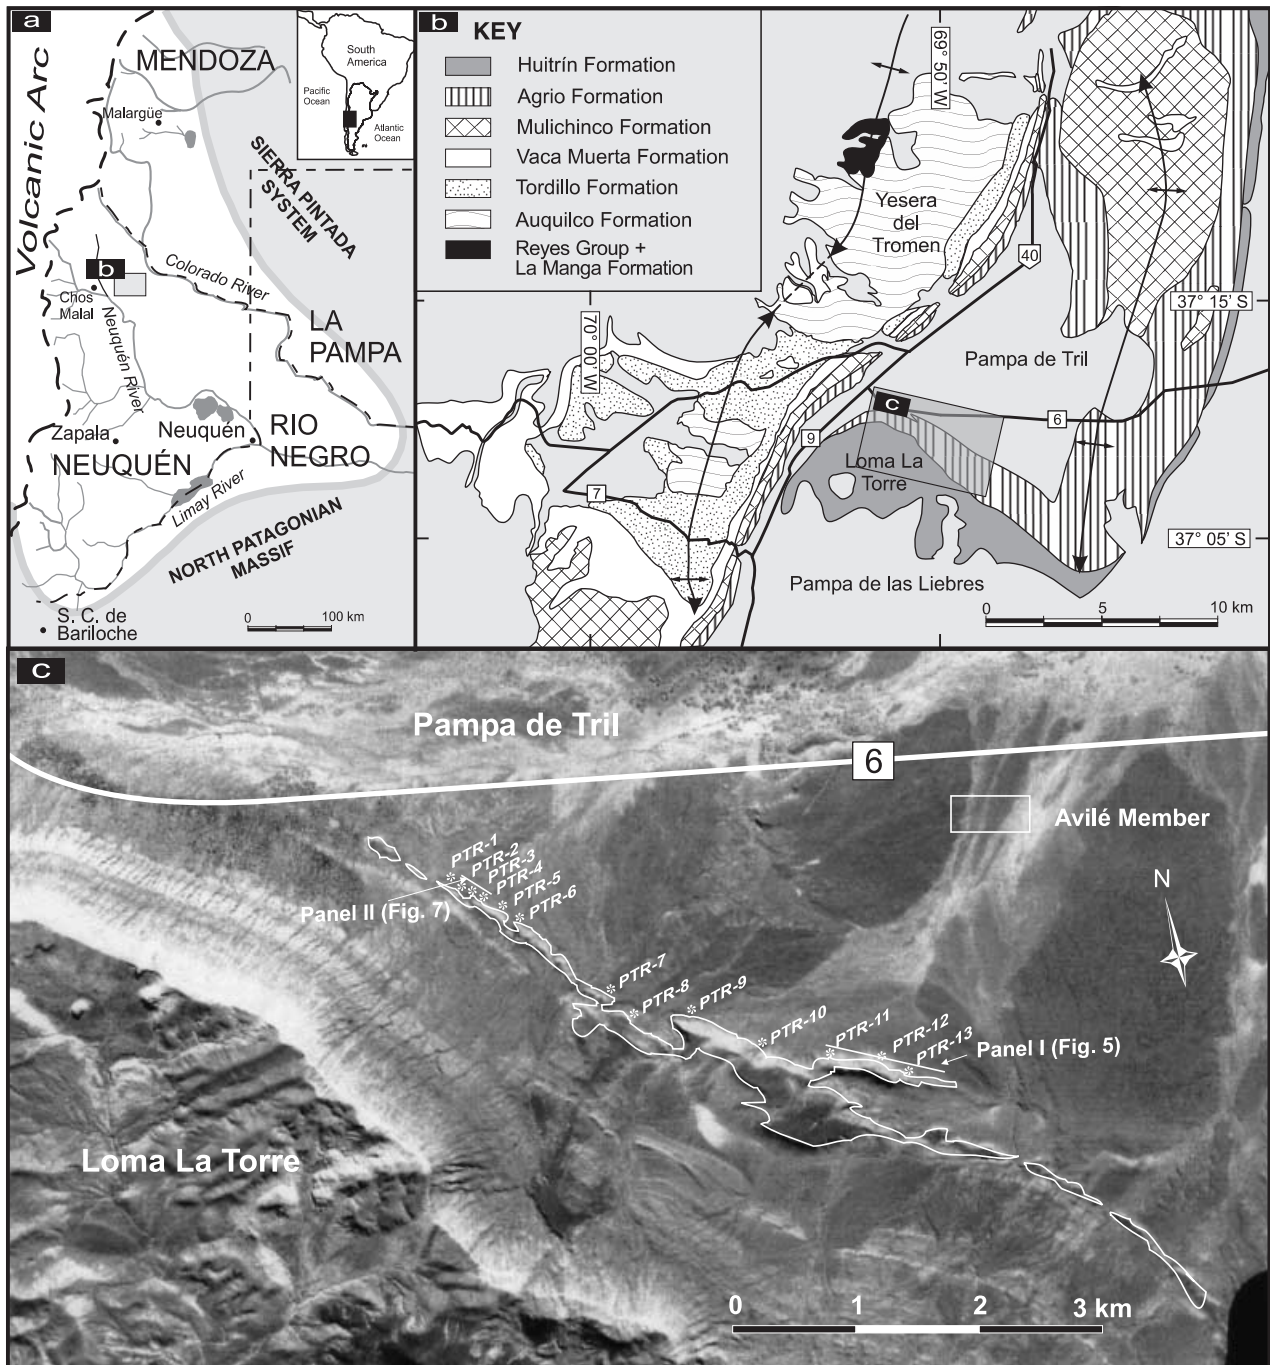 a
MENDOZA
Malargüe
Volcanic Arc
South
America
Pacific
Ocean
Atlantic
Ocean
SIERRA PINTADA
SYSTEM
b
Chos
Malal
Colorado River
Neuquén River
LA
PAMPA
Zapala
Neuquén
RIO
NEGRO
NEUQUÉN
Limay River
NORTH PATAGONIAN
MASSIF
S. C. de
Bariloche
0
100 km
b
KEY
Huitrín Formation
Agrio Formation
Mulichinco Formation
Vaca Muerta Formation
Tordillo Formation
Auquilco Formation
Reyes Group +
La Manga Formation
69° 50' W
Yesera
del
Tromen
40
37° 15' S
70° 00' W
Pampa de Tril
c
6
9
Loma La
Torre
7
37° 05' S
Pampa de las Liebres
0
5
10 km
c
Pampa de Tril
6
Avilé Member
PTR-1
PTR-2
PTR-3
PTR-4
PTR-5
PTR-6
Panel II (Fig. 7)
N
PTR-7
PTR-8
PTR-9
PTR-10
PTR-11
PTR-12
PTR-13
Panel I (Fig. 5)
Loma La Torre
0
1
2
3 km